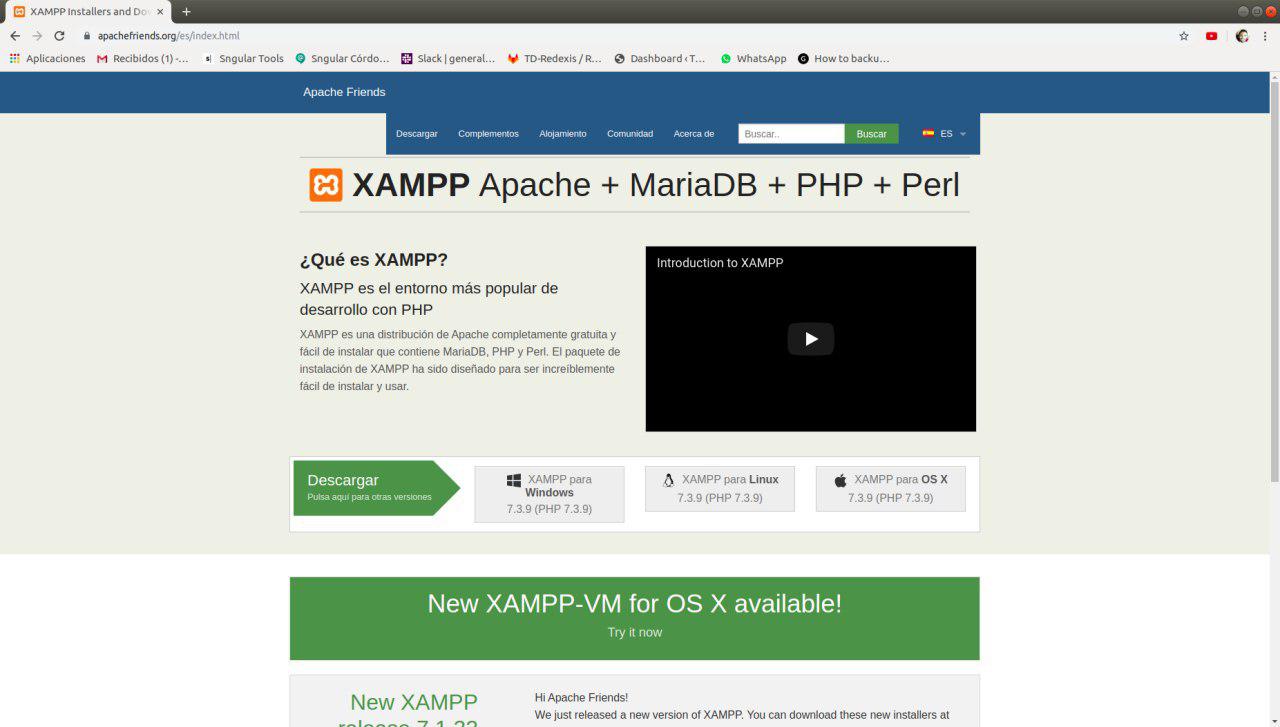 XAMPP Installers and Dow
apachefriends.org/es/index.html
Aplicaciones
Recibidos (1) -...
Sngular Tools
Sngular Córdo...
Slack | general...
TD-Redexis / R...
Dashboard ‹ T...
WhatsApp
How to backu...
Apache Friends
Descargar
Complementos
Alojamiento
Comunidad
Acerca de
Buscar..
Buscar
ES
XAMPP Apache + MariaDB + PHP + Perl
¿Qué es XAMPP?
XAMPP es el entorno más popular de
desarrollo con PHP
XAMPP es una distribución de Apache completamente gratuita y
fácil de instalar que contiene MariaDB, PHP y Perl. El paquete de
instalación de XAMPP ha sido diseñado para ser increíblemente
fácil de instalar y usar.
Introduction to XAMPP
Descargar
Pulsa aquí para otras versiones
XAMPP para
Windows
7.3.9 (PHP 7.3.9)
XAMPP para Linux
7.3.9 (PHP 7.3.9)
XAMPP para OS X
7.3.9 (PHP 7.3.9)
New XAMPP-VM for OS X available!
Try it now
New XAMPP
release 7.1.32
Hi Apache Friends!
We just released a new version of XAMPP. You can download these new installers at